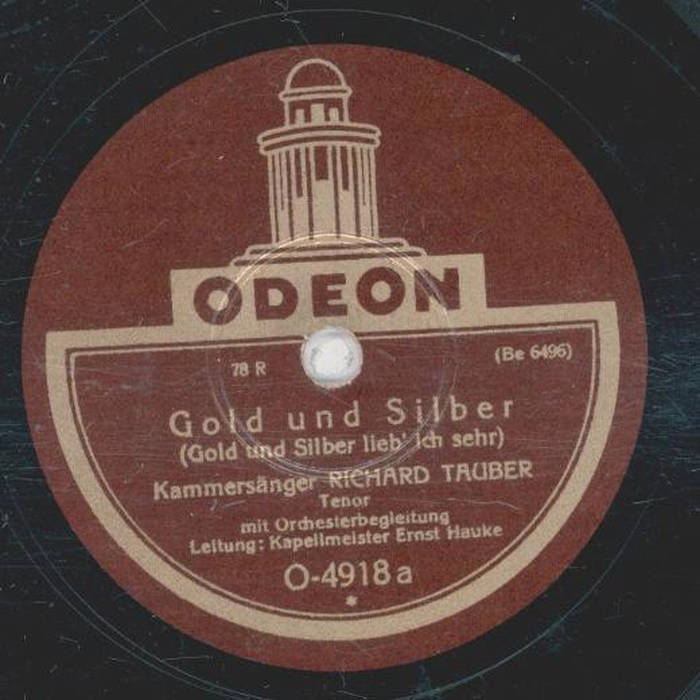 ODEON
78 R (Be 6496)
Gold und Silber
(Gold und Silber lieb' ich sehr)
Kammersänger RICHARD TAUBER
Tenor
mit Orchesterbegleitung
Leitung: Kapellmeister Ernst Hauke
O-4918a
*